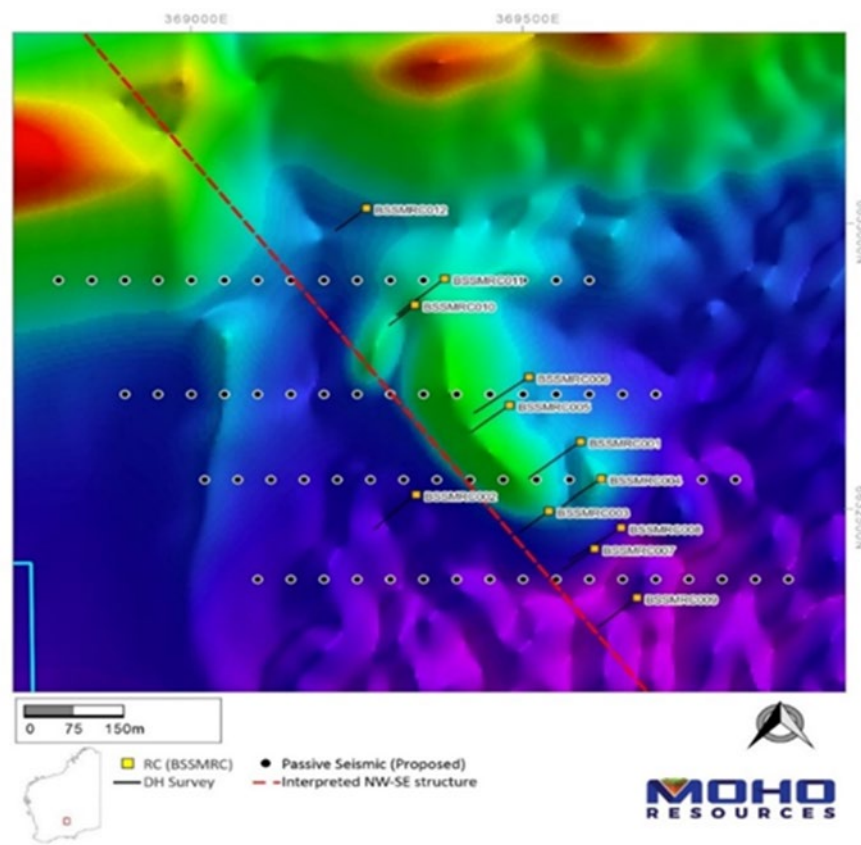 369000E
369500E
BSSMRC012
BSSMRC011
BSSMRC010
BSSMRC006
BSSMRC005
BSSMRC001
BSSMRC004
BSSMRC002
BSSMRC003
BSSMRC008
BSSMRC007
BSSMRC009
0 75 150m
RC (BSSMRC)
Passive Seismic (Proposed)
DH Survey
Interpreted NW-SE structure
MOHO
RESOURCES